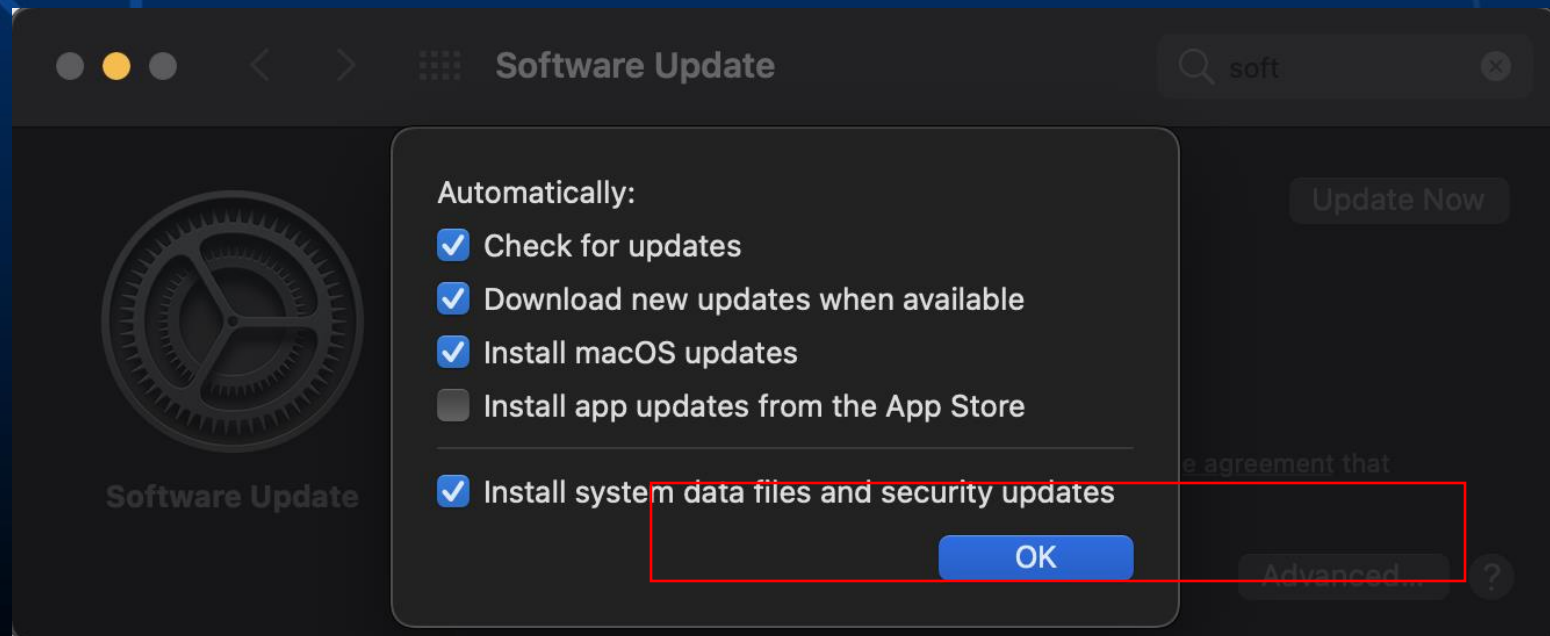 Software Update
soft
Automatically:
Check for updates
Download new updates when available
Install macOS updates
Install app updates from the App Store
Install system data files and security updates
OK
Update Now
Software Update
e agreement that
Advanced...
?